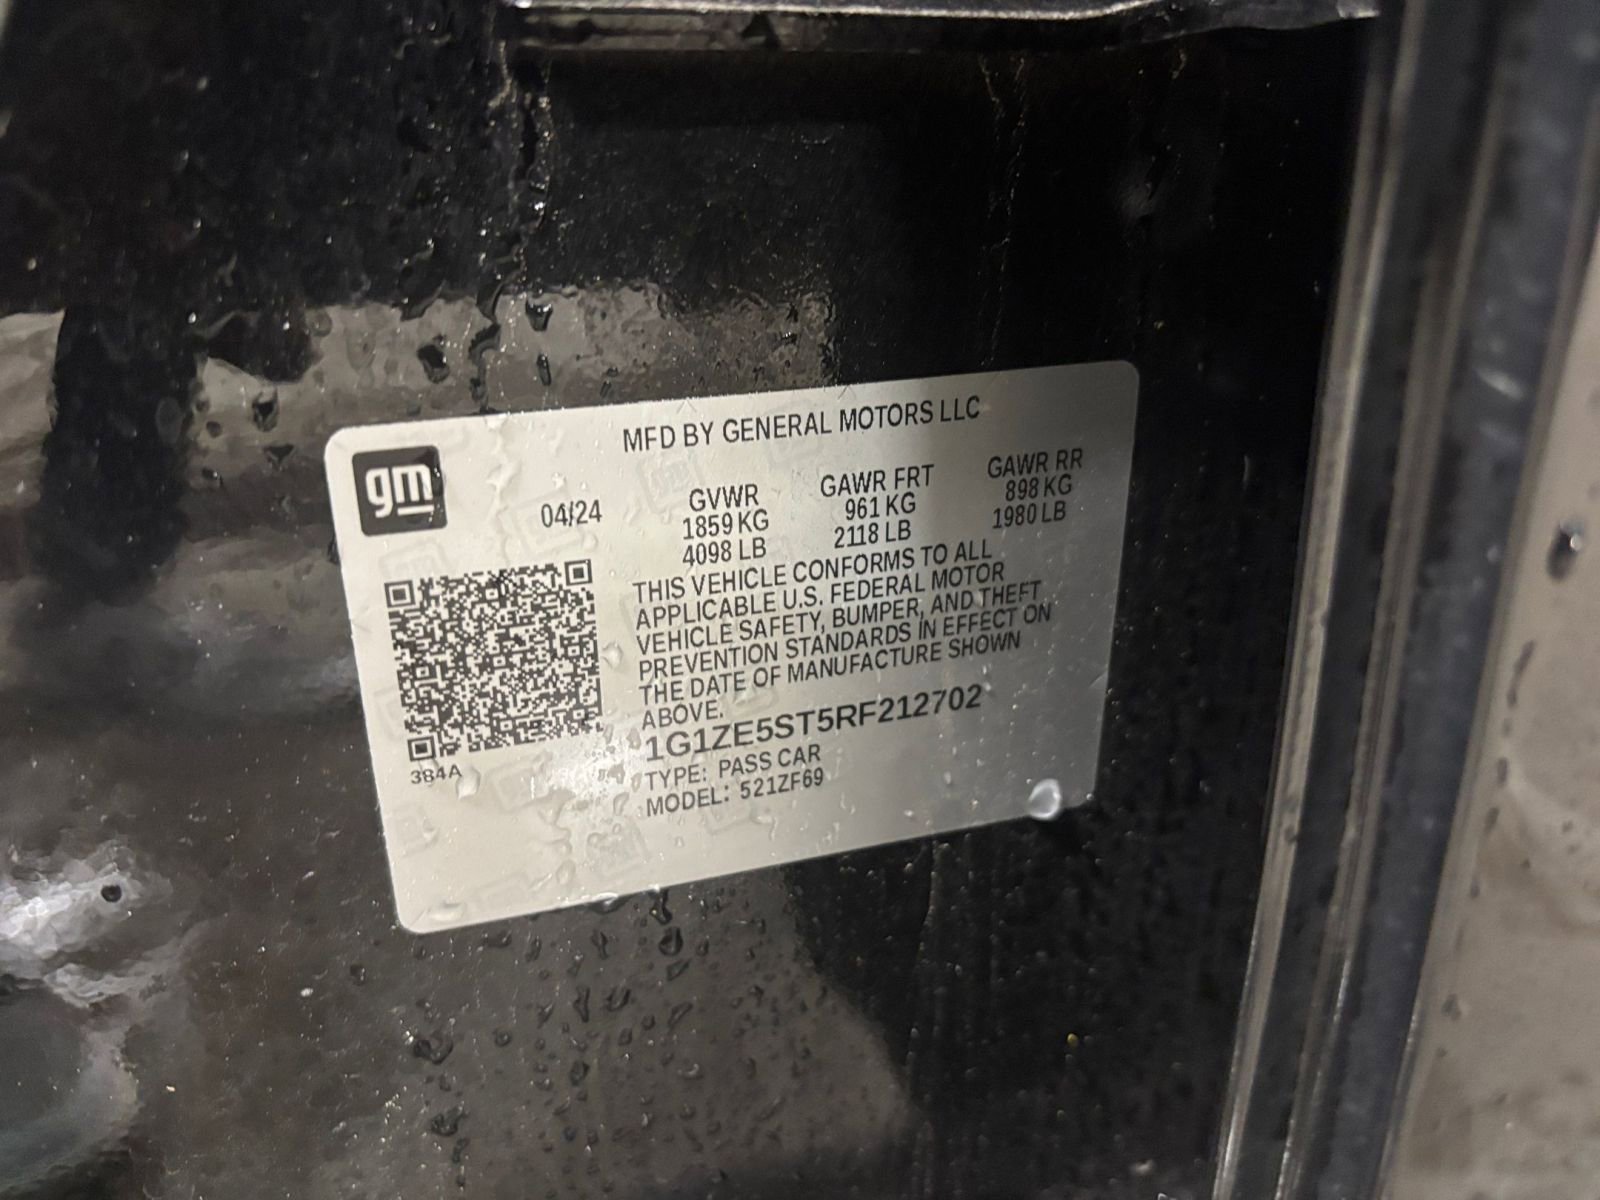 MFD BY GENERAL MOTORS LLC
gm
04/24
GVWR
1859 KG
4098 LB
GAWR FRT
961 KG
2118 LB
GAWR RR
898 KG
1980 LB
THIS VEHICLE CONFORMS TO ALL
APPLICABLE U.S. FEDERAL MOTOR
VEHICLE SAFETY, BUMPER, AND THEFT
PREVENTION STANDARDS IN EFFECT ON
THE DATE OF MANUFACTURE SHOWN
ABOVE.
1G1ZE5ST5RF212702
TYPE: PASS CAR
MODEL: 521ZF69
384A